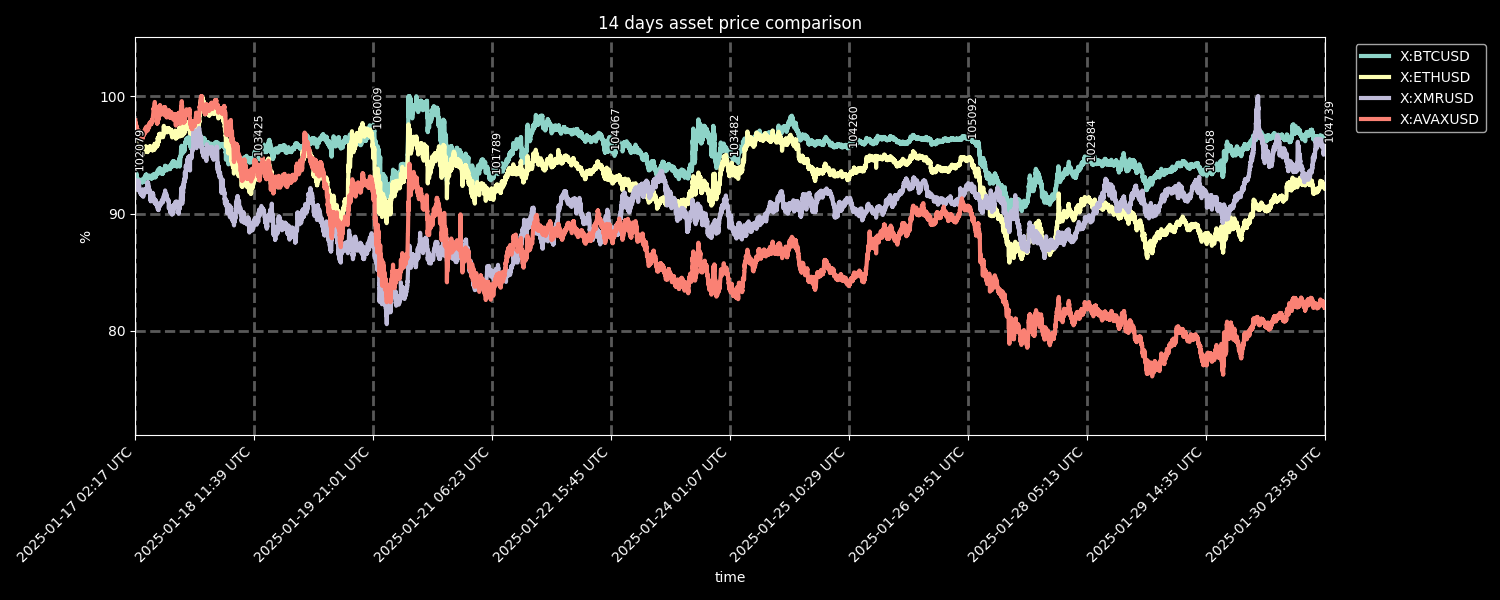 14 days asset price comparison
X:BTCUSD
X:ETHUSD
X:XMRUSD
X:AVAXUSD
100
90
80
%
103425
106009
101789
104067
103482
104260
105092
102984
102058
104739
2025-01-17 02:17 UTC
2025-01-18 11:39 UTC
2025-01-19 21:01 UTC
2025-01-21 06:23 UTC
2025-01-22 15:45 UTC
2025-01-24 01:07 UTC
2025-01-25 10:29 UTC
2025-01-26 19:51 UTC
2025-01-28 05:13 UTC
2025-01-29 14:35 UTC
2025-01-30 23:58 UTC
time